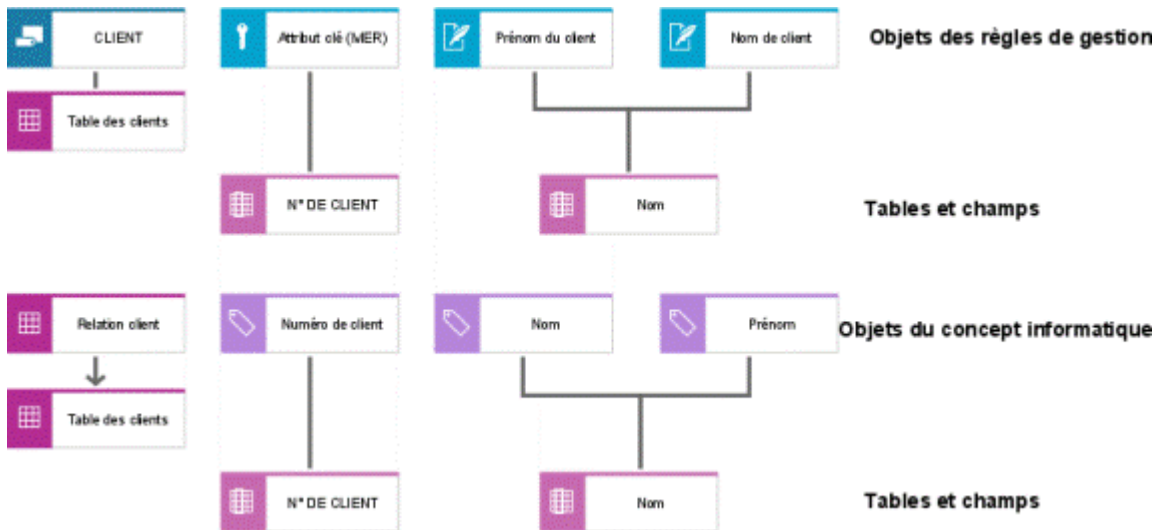 CLIENT
Attribut clé (MER)
Prénom du client
Nom de client
Objets des règles de gestion
Table des clients
N° DE CLIENT
Nom
Tables et champs
Relation client
Numéro de client
Nom
Prénom
Objets du concept informatique
Table des clients
N° DE CLIENT
Nom
Tables et champs